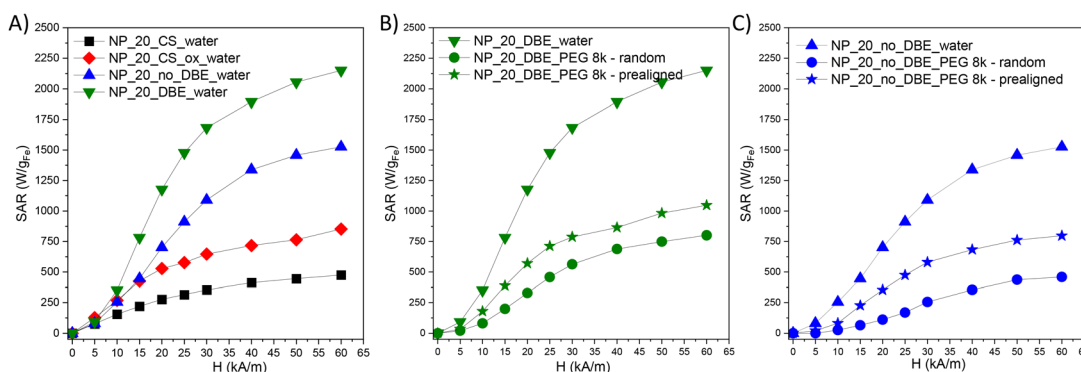 A)
NP_20_CS_water
NP_20_CS_ox_water
NP_20_no_DBE_water
NP_20_DBE_water
SAR (W/gFe)
2500
2250
2000
1750
1500
1250
1000
750
500
250
0
0 5 10 15 20 25 30 35 40 45 50 55 60 65
H (kA/m)
B)
NP_20_DBE_water
NP_20_DBE_PEG 8k - random
NP_20_DBE_PEG 8k - prealigned
SAR (W/gFe)
2500
2250
2000
1750
1500
1250
1000
750
500
250
0
0 5 10 15 20 25 30 35 40 45 50 55 60 65
H (kA/m)
C)
NP_20_no_DBE_water
NP_20_no_DBE_PEG 8k - random
NP_20_no_DBE_PEG 8k - prealigned
SAR (W/gFe)
2500
2250
2000
1750
1500
1250
1000
750
500
250
0
0 5 10 15 20 25 30 35 40 45 50 55 60 65
H (kA/m)